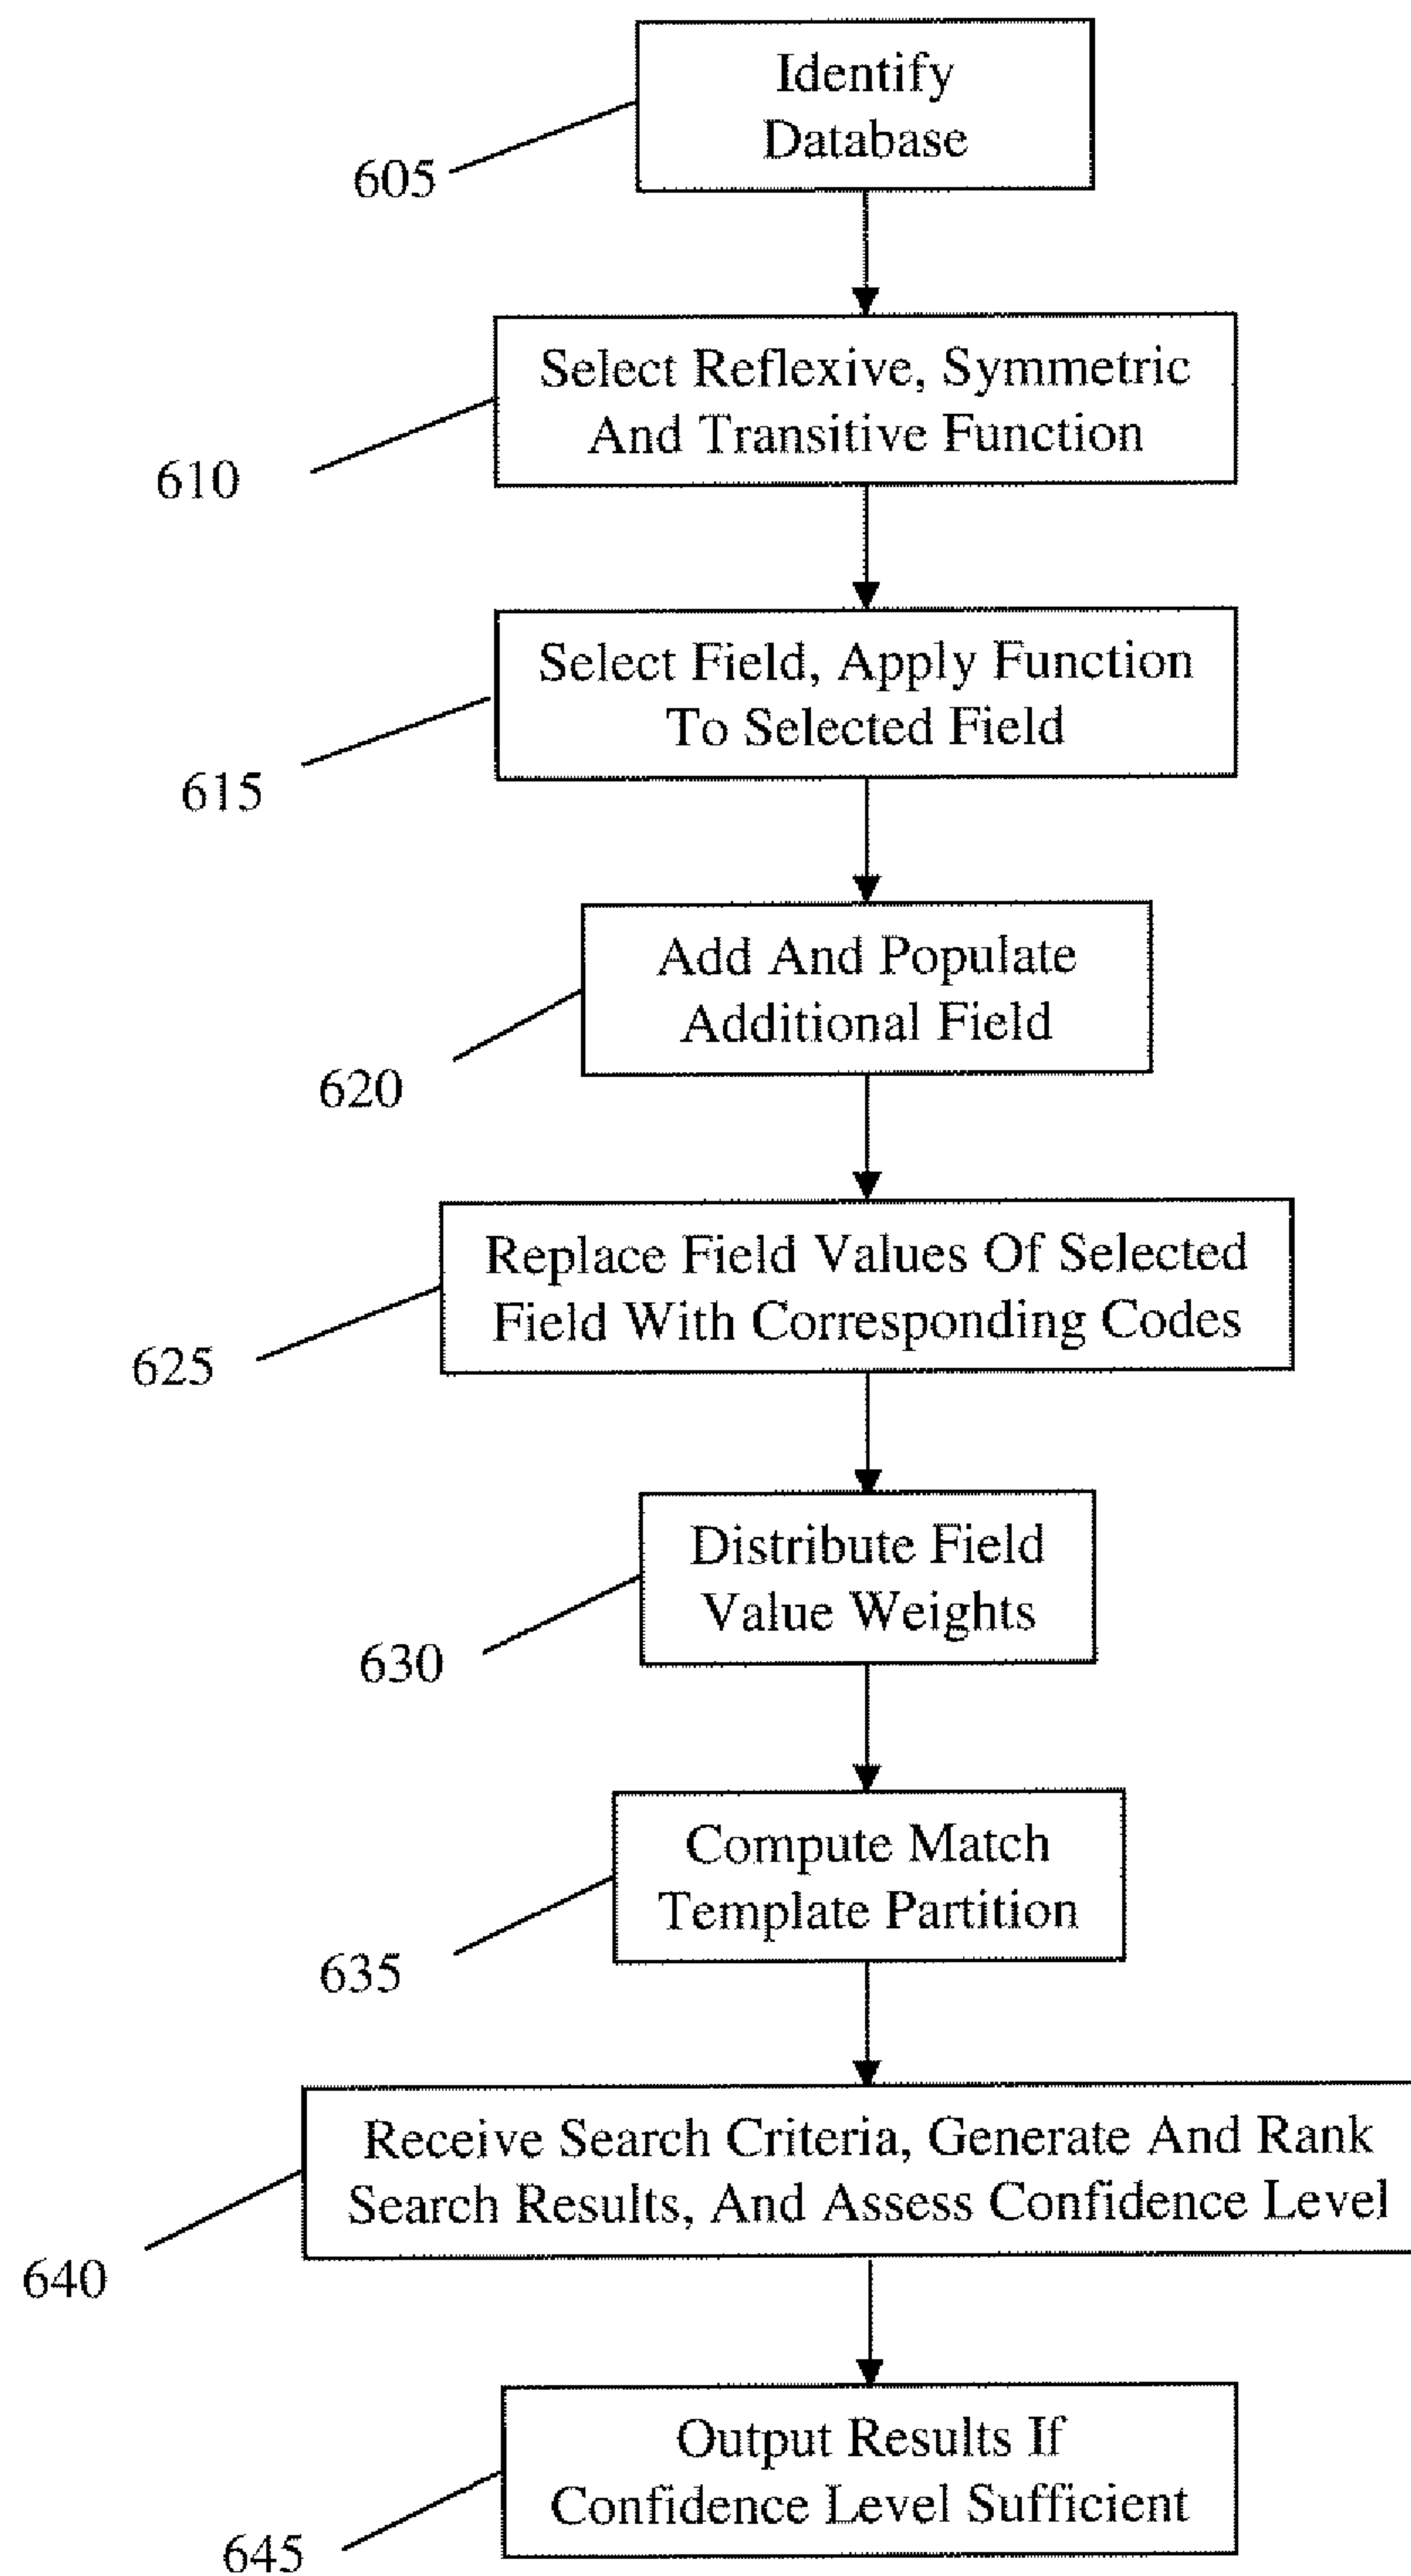 Identify
Database
605
Select Reflexive, Symmetric
And Transitive Function
610
Select Field, Apply Function
To Selected Field
615
Add And Populate
Additional Field
620
Replace Field Values Of Selected
Field With Corresponding Codes
625
Distribute Field
Value Weights
630
Compute Match
Template Partition
635
Receive Search Criteria, Generate And Rank
Search Results, And Assess Confidence Level
640
Output Results If
Confidence Level Sufficient
645